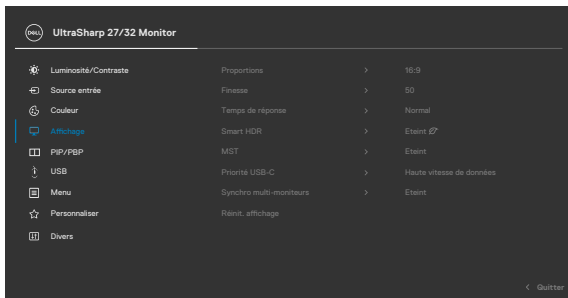 DELL UltraSharp 27/32 Monitor
Luminosité/Contraste Proportions > 16:9
Source entrée Finesse > 50
Couleur Temps de réponse > Normal
Affichage Smart HDR > Eteint
PIP/PBP MST > Eteint
USB Priorité USB-C > Haute vitesse de données
Menu Synchro multi-moniteurs > Eteint
Personnaliser Réinit. affichage
Divers
< Quitter